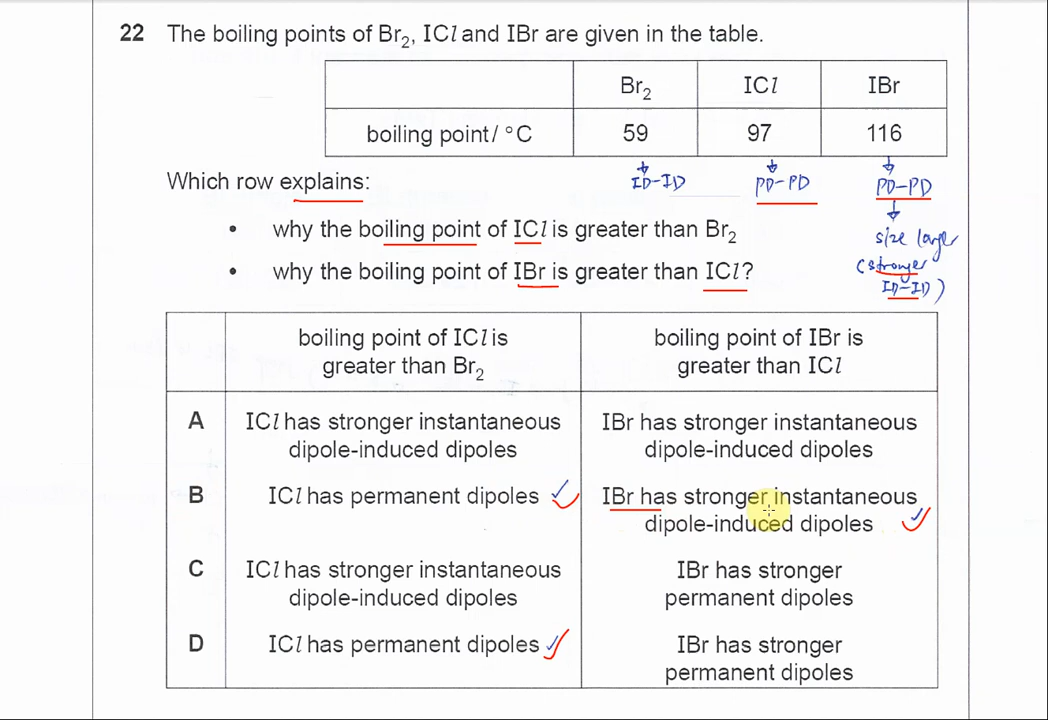 22 The boiling points of Br2, ICl and IBr are given in the table.
Br2 ICl IBr
boiling point / °C 59 97 116
ID-ID PD-PD PD-PD
Which row explains:
• why the boiling point of ICl is greater than Br2
size larger
• why the boiling point of IBr is greater than ICl?
(stronger
ID-ID)
boiling point of ICl is
greater than Br2
boiling point of IBr is
greater than ICl
A ICl has stronger instantaneous
dipole-induced dipoles
IBr has stronger instantaneous
dipole-induced dipoles
B ICl has permanent dipoles
IBr has stronger instantaneous
dipole-induced dipoles
C ICl has stronger instantaneous
dipole-induced dipoles
IBr has stronger
permanent dipoles
D ICl has permanent dipoles
IBr has stronger
permanent dipoles